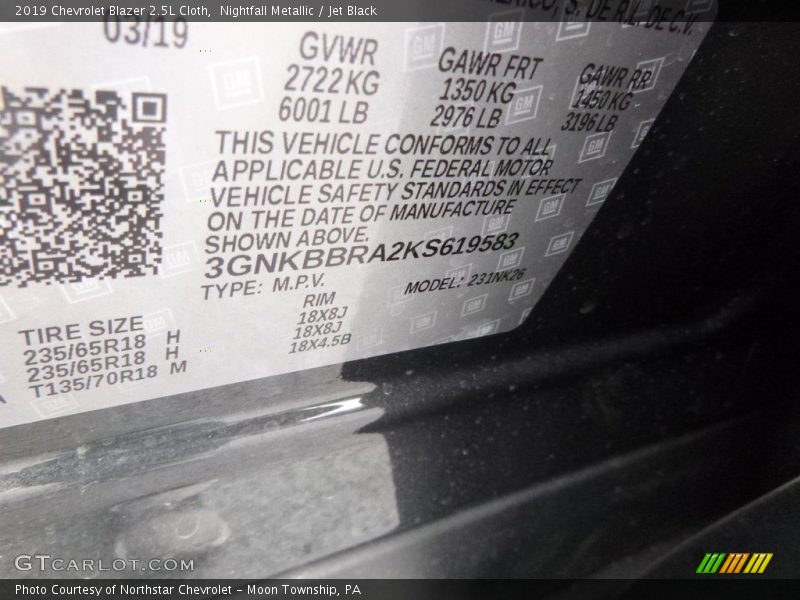 2019 Chevrolet Blazer 2.5L Cloth, Nightfall Metallic / Jet Black
S. DE R.L. DE C.V.
03/19
GVWR
2722 KG
6001 LB
GAWR FRT
1350 KG
2976 LB
GAWR RR
1450 KG
3196 LB
THIS VEHICLE CONFORMS TO ALL
APPLICABLE U.S. FEDERAL MOTOR
VEHICLE SAFETY STANDARDS IN EFFECT
ON THE DATE OF MANUFACTURE
SHOWN ABOVE.
3GNKBBRA2KS619583
TYPE: M.P.V.
MODEL: 231NK26
TIRE SIZE
235/65R18 H
235/65R18 H
T135/70R18 M
RIM
18X8J
18X8J
18X4.5B
GTCARLOT.COM
Photo Courtesy of Northstar Chevrolet - Moon Township, PA